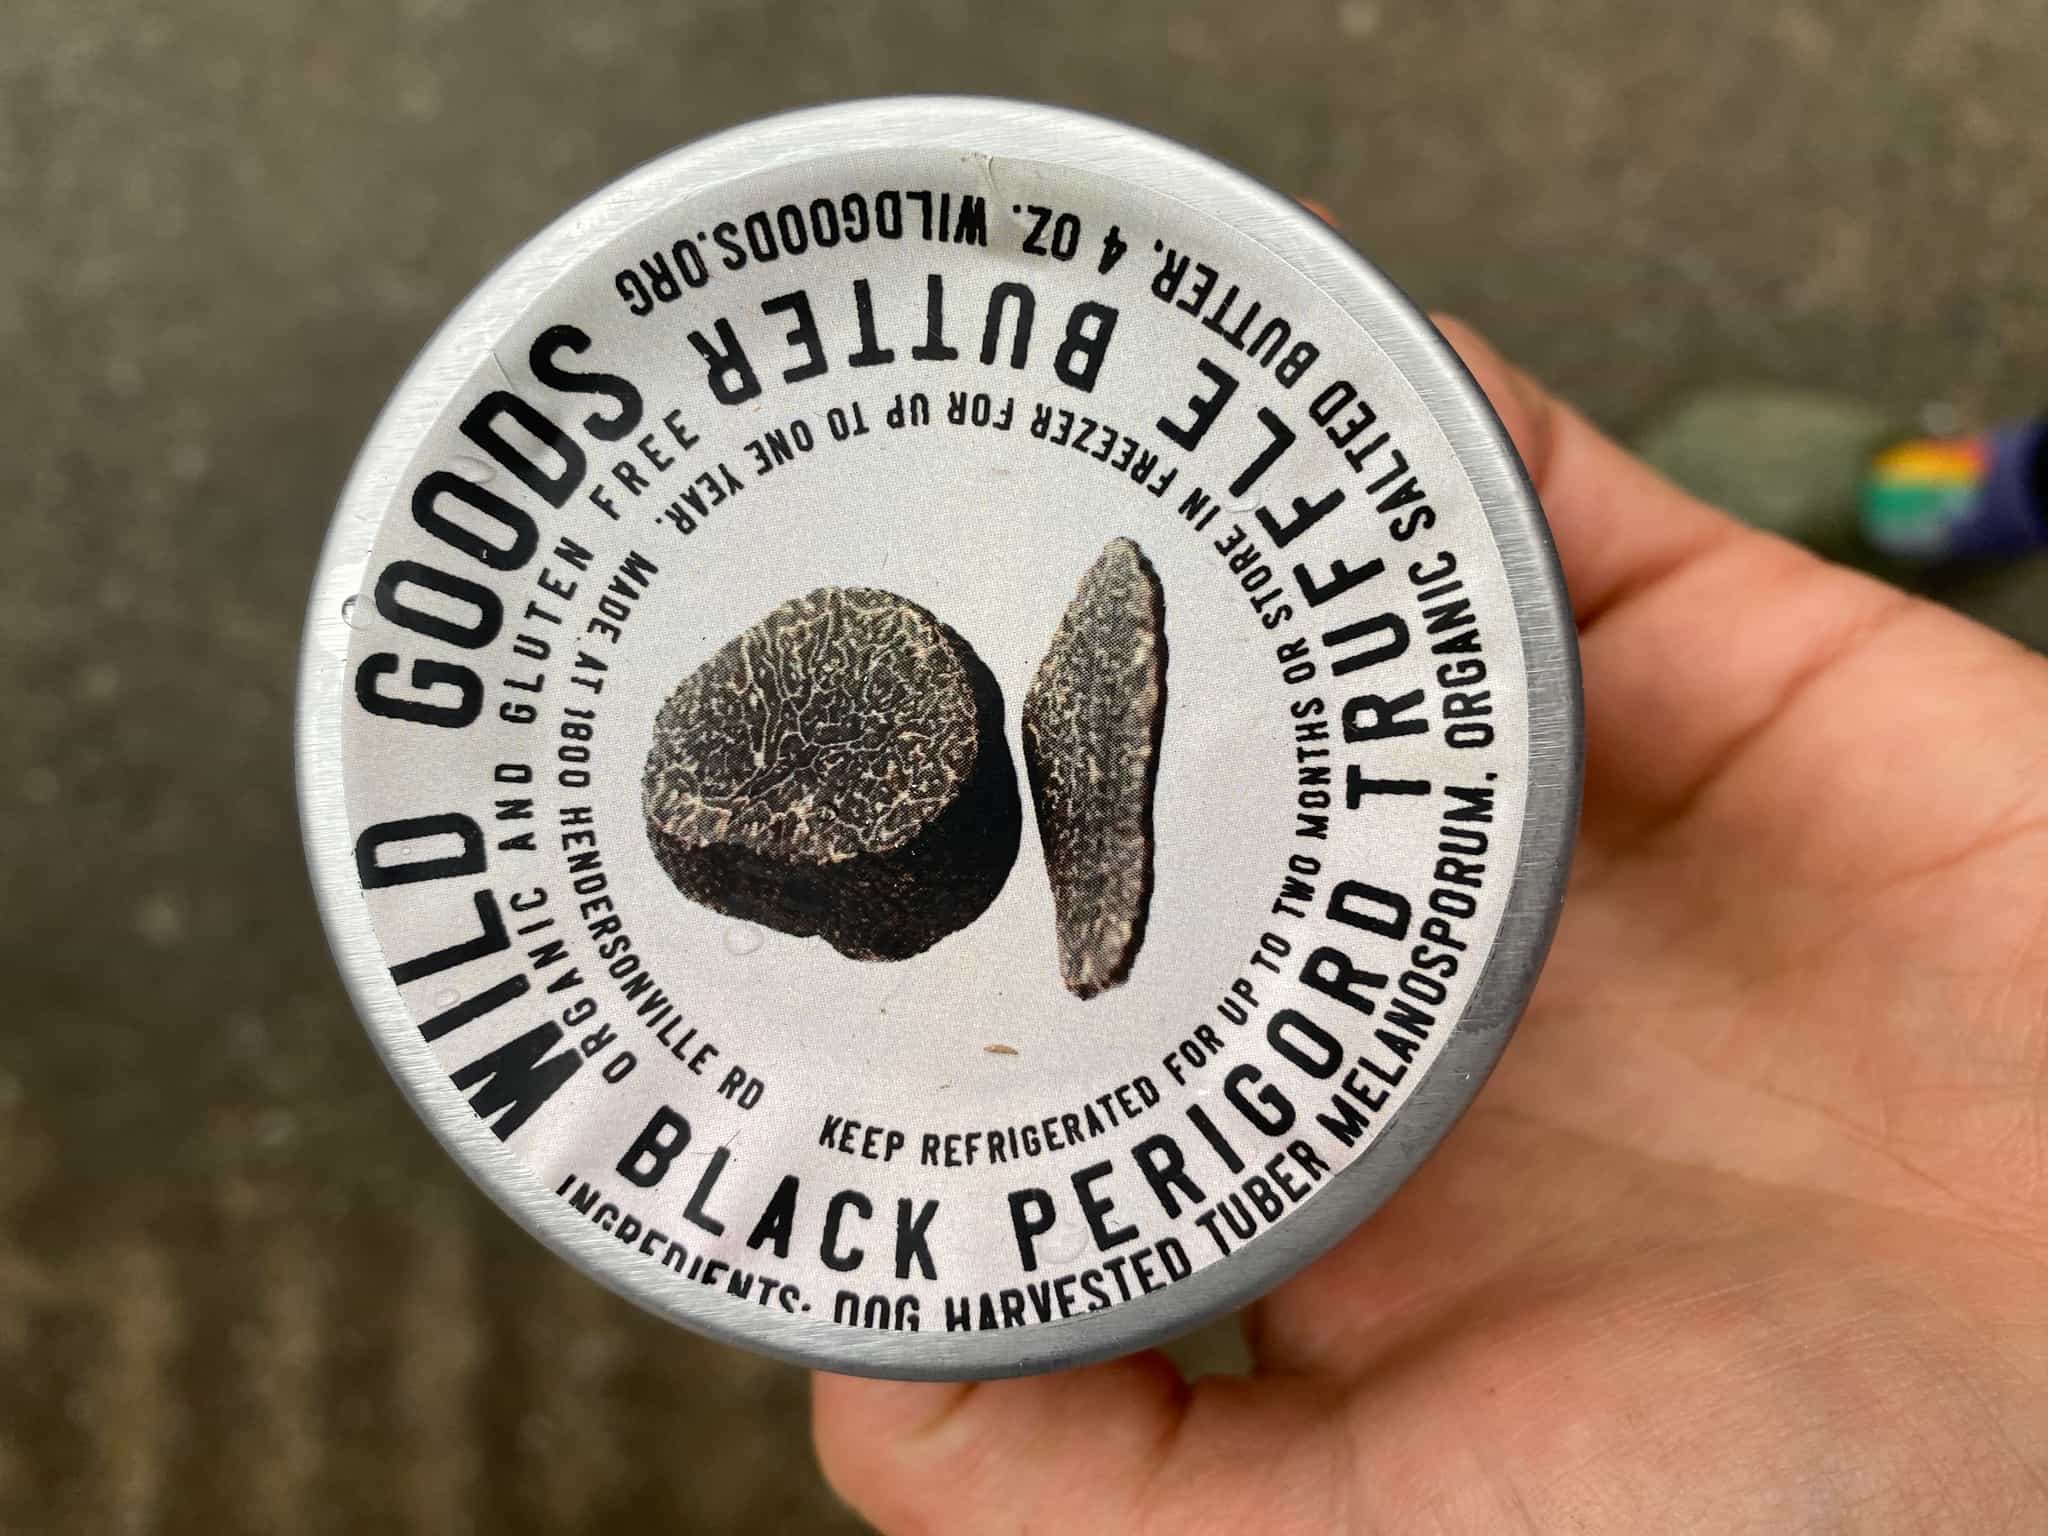 WILD GOODS
BLACK PERIGORD TRUFFLE BUTTER
ORGANIC AND GLUTEN FREE
INGREDIENTS: DOG HARVESTED TUBER MELANOSPORUM, ORGANIC SALTED BUTTER. 4 OZ. WILDGOODS.ORG
KEEP REFRIGERATED FOR UP TO TWO MONTHS OR STORE IN FREEZER FOR UP TO ONE YEAR. MADE AT 1800 HENDERSONVILLE RD